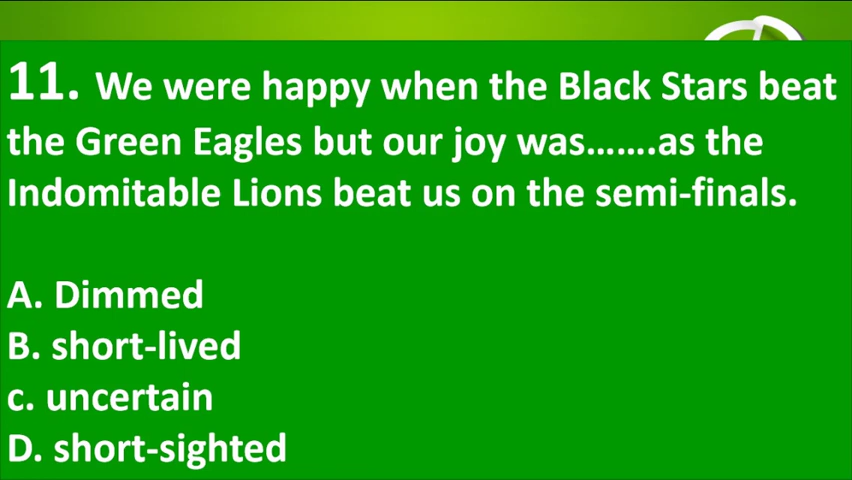 11. We were happy when the Black Stars beat
the Green Eagles but our joy was…….as the
Indomitable Lions beat us on the semi-finals.
A. Dimmed
B. short-lived
c. uncertain
D. short-sighted